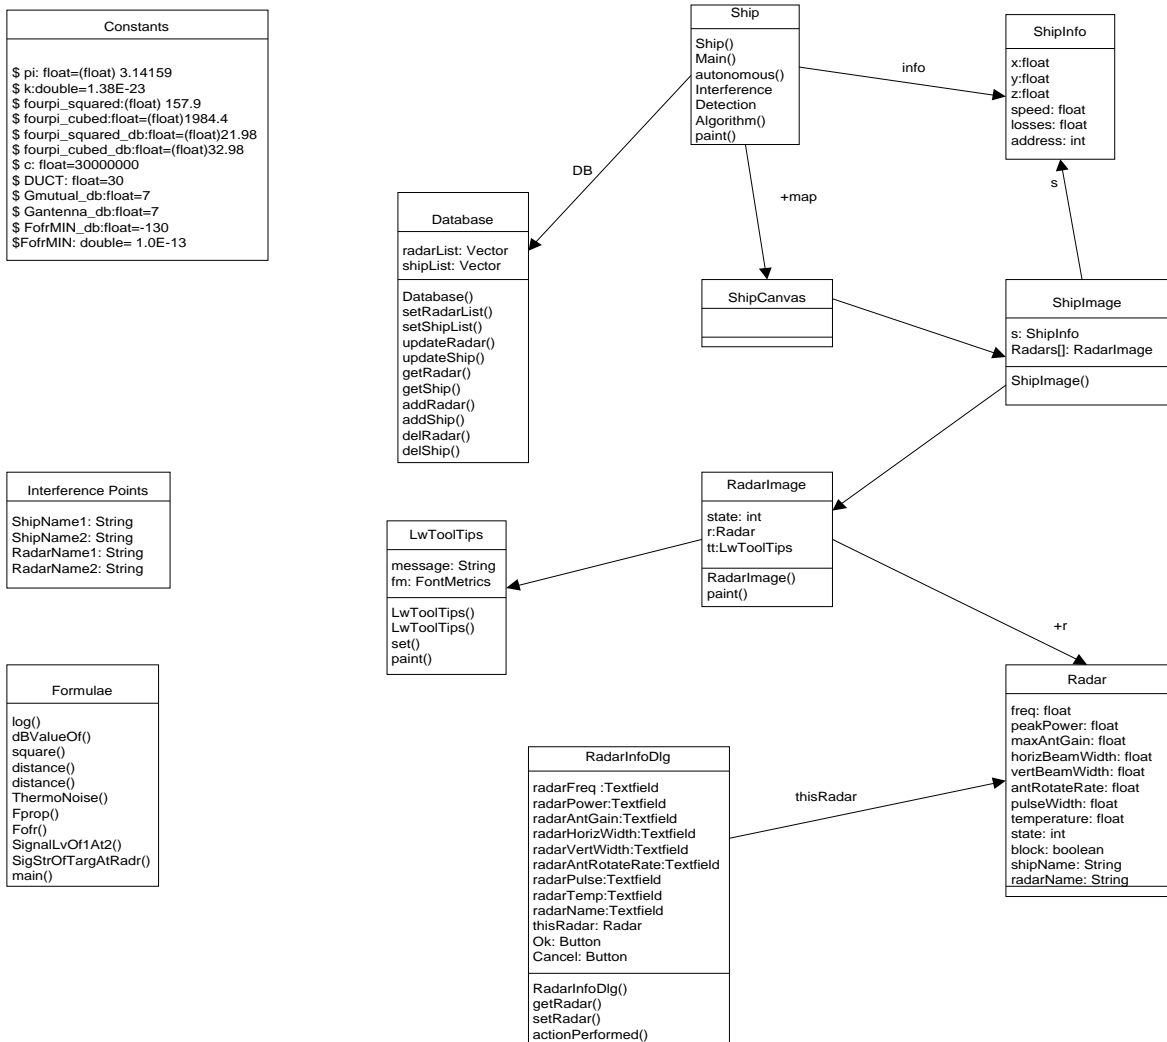 Constants
$ pi: float=(float) 3.14159
$ k:double=1.38E-23
$ fourpi_squared:(float) 157.9
$ fourpi_cubed:float=(float)1984.4
$ fourpi_squared_db:float=(float)21.98
$ fourpi_cubed_db:float=(float)32.98
$ c: float=30000000
$ DUCT: float=30
$ Gmutual_db:float=7
$ Gantenna_db:float=7
$ FofrMIN_db:float=-130
$FofrMIN: double= 1.0E-13
Ship
Ship()
Main()
autonomous()
Interference
Detection
Algorithm()
paint()
info
ShipInfo
x:float
y:float
z:float
speed: float
losses: float
address: int
DB
+map
s
Database
radarList: Vector
shipList: Vector
Database()
setRadarList()
setShipList()
updateRadar()
updateShip()
getRadar()
getShip()
addRadar()
addShip()
delRadar()
delShip()
ShipCanvas
ShipImage
s: ShipInfo
Radars[]: RadarImage
ShipImage()
Interference Points
ShipName1: String
ShipName2: String
RadarName1: String
RadarName2: String
LwToolTips
message: String
fm: FontMetrics
LwToolTips()
LwToolTips()
set()
paint()
RadarImage
state: int
r:Radar
tt:LwToolTips
RadarImage()
paint()
+r
Formulae
log()
dBValueOf()
square()
distance()
distance()
ThermoNoise()
Fprop()
Fofr()
SignalLvOf1At2()
SigStrOfTargAtRadr()
main()
RadarInfoDlg
radarFreq :Textfield
radarPower:Textfield
radarAntGain:Textfield
radarHorizWidth:Textfield
radarVertWidth:Textfield
radarAntRotateRate:Textfield
radarPulse:Textfield
radarTemp:Textfield
radarName:Textfield
thisRadar: Radar
Ok: Button
Cancel: Button
RadarInfoDlg()
getRadar()
setRadar()
actionPerformed()
thisRadar
Radar
freq: float
peakPower: float
maxAntGain: float
horizBeamWidth: float
vertBeamWidth: float
antRotateRate: float
pulseWidth: float
temperature: float
state: int
block: boolean
shipName: String
radarName: String